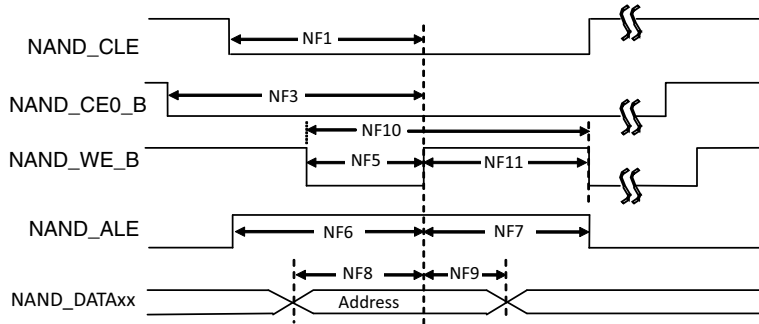 NAND_CLE
NF1
NAND_CE0_B
NF3
NF10
NAND_WE_B
NF5
NF11
NAND_ALE
NF6
NF7
NF8
NF9
NAND_DATAxx
Address